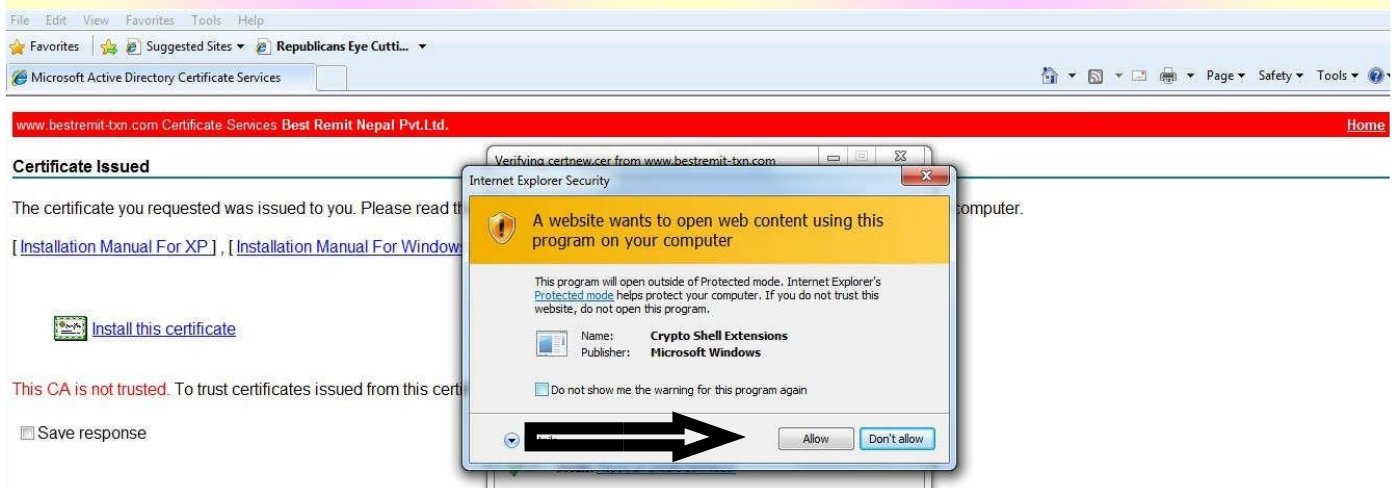 File Edit View Favorites Tools Help
Favorites Suggested Sites Republicans Eye Cutti...
Microsoft Active Directory Certificate Services
Page Safety Tools
www.bestremit-txn.com Certificate Services Best Remit Nepal Pvt.Ltd. Home
Certificate Issued
Verifying certnew.cer from www.bestremit-txn.com
Internet Explorer Security
The certificate you requested was issued to you. Please read computer.
[ Installation Manual For XP ] , [ Installation Manual For
A website wants to open web content using this
program on your computer
This program will open outside of Protected mode. Internet Explorer's
Protected mode helps protect your computer. If you do not trust this
website, do not open this program.
Name: Crypto Shell Extensions
Publisher: Microsoft Windows
Do not show me the warning for this program again
Install this certificate
This CA is not trusted. To trust certificates issued from this
Save response
Allow Don't allow